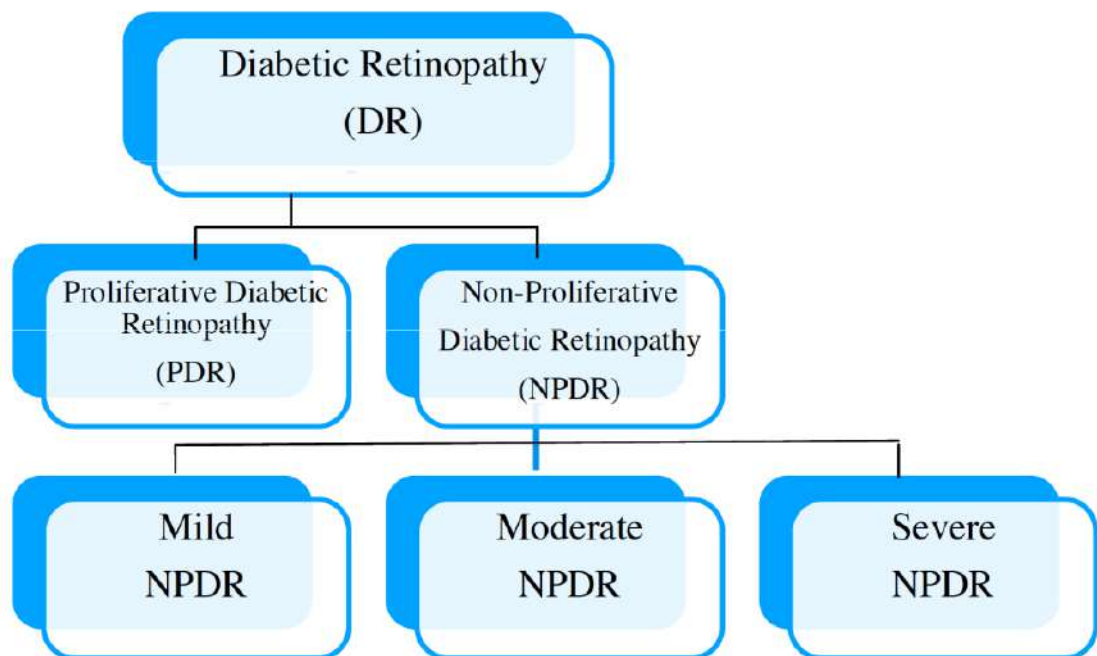 Diabetic Retinopathy
(DR)
Proliferative Diabetic
Retinopathy
(PDR)
Non-Proliferative
Diabetic Retinopathy
(NPDR)
Mild
NPDR
Moderate
NPDR
Severe
NPDR